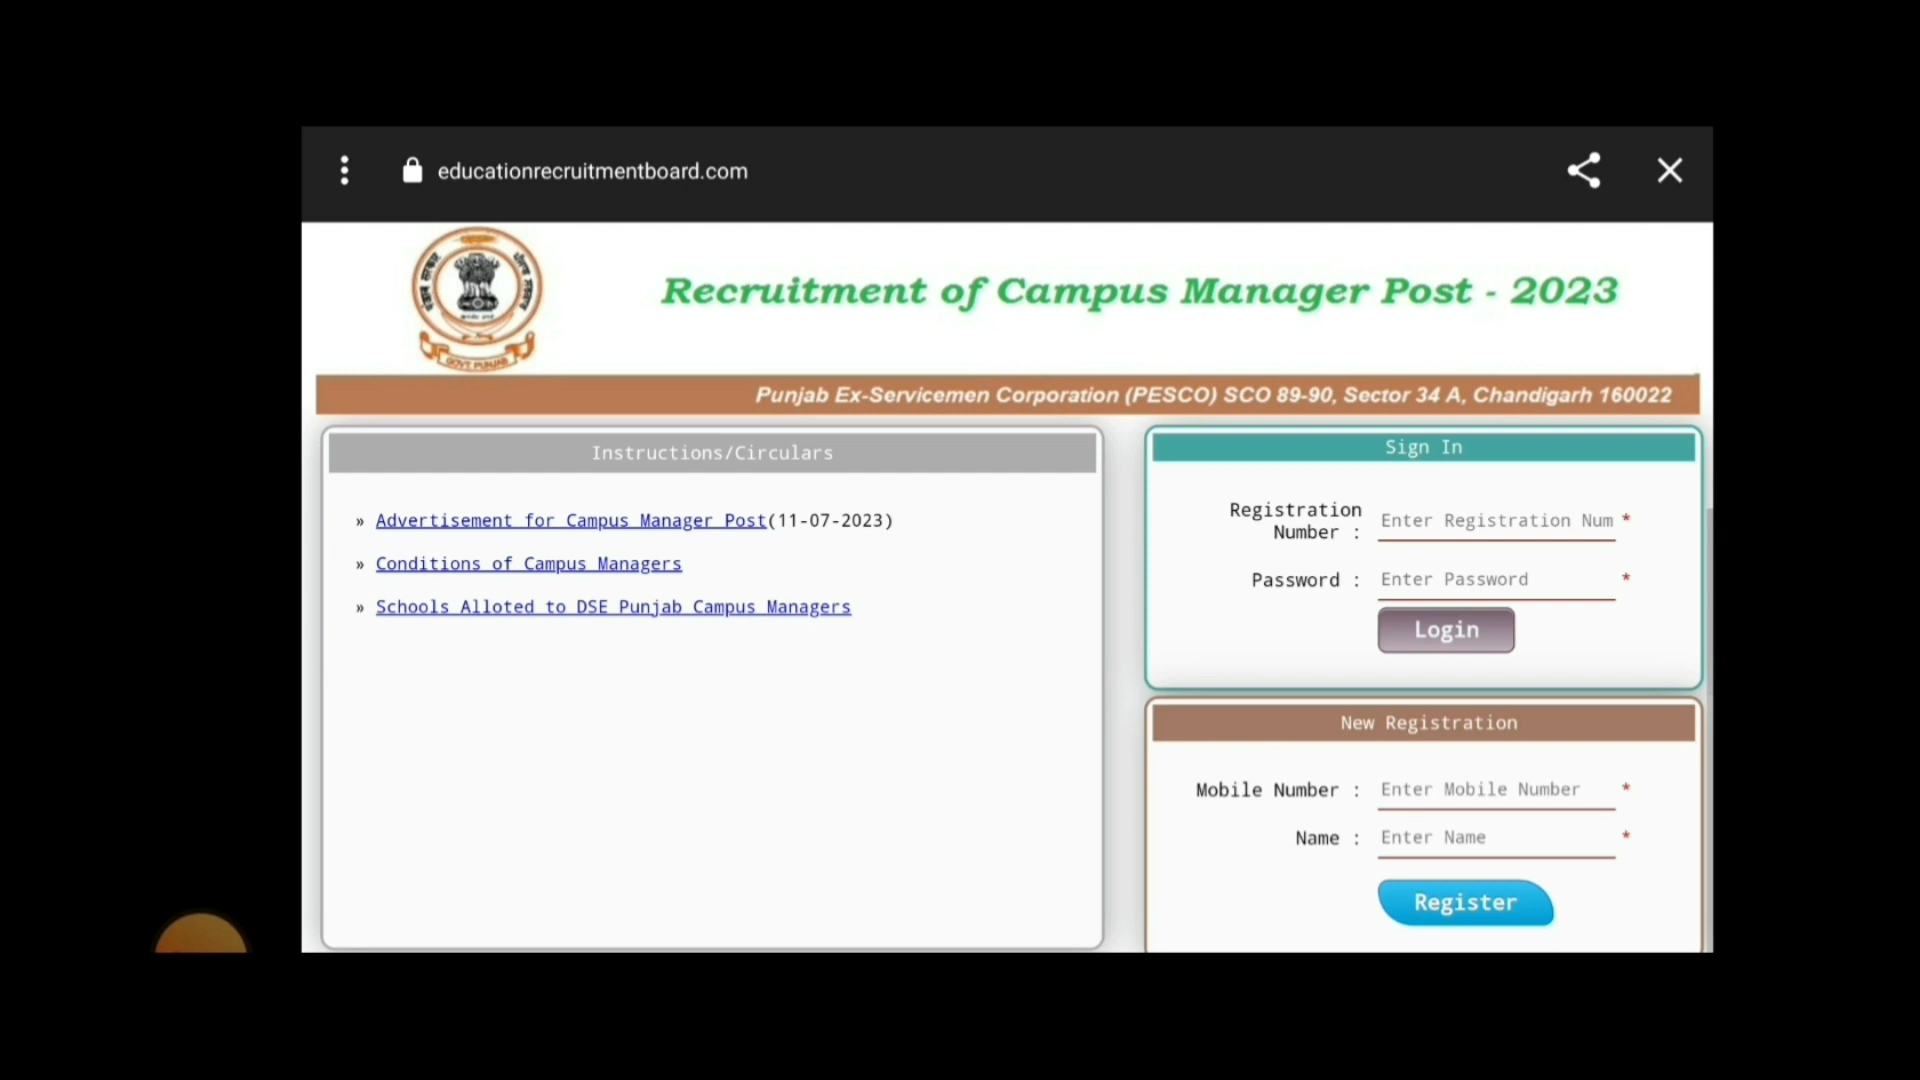 educationrecruitmentboard.com
GOVT. PUNJAB
Recruitment of Campus Manager Post - 2023
Punjab Ex-Servicemen Corporation (PESCO) SCO 89-90, Sector 34 A, Chandigarh 160022
Instructions/Circulars
» Advertisement for Campus Manager Post(11-07-2023)
» Conditions of Campus Managers
» Schools Alloted to DSE Punjab Campus Managers
Sign In
Registration Number : Enter Registration Num *
Password : Enter Password *
Login
New Registration
Mobile Number : Enter Mobile Number *
Name : Enter Name *
Register